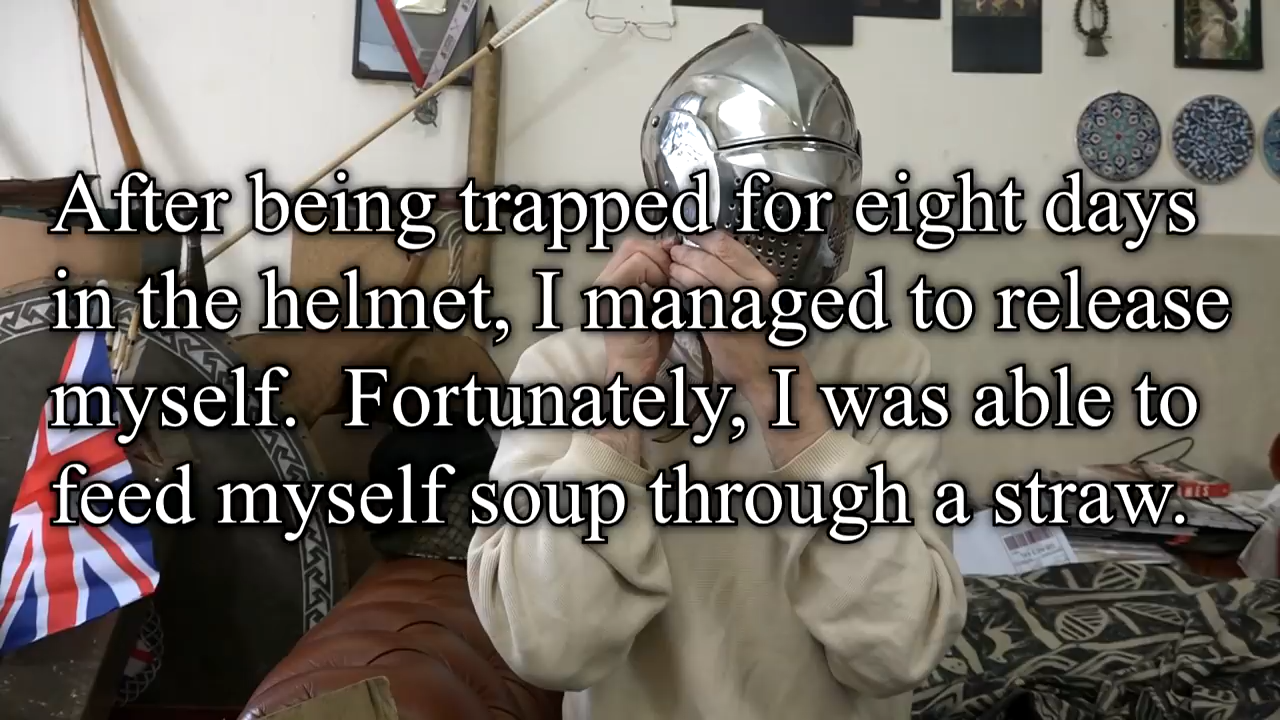 After being trapped for eight days
in the helmet, I managed to release
myself.  Fortunately, I was able to
feed myself soup through a straw.